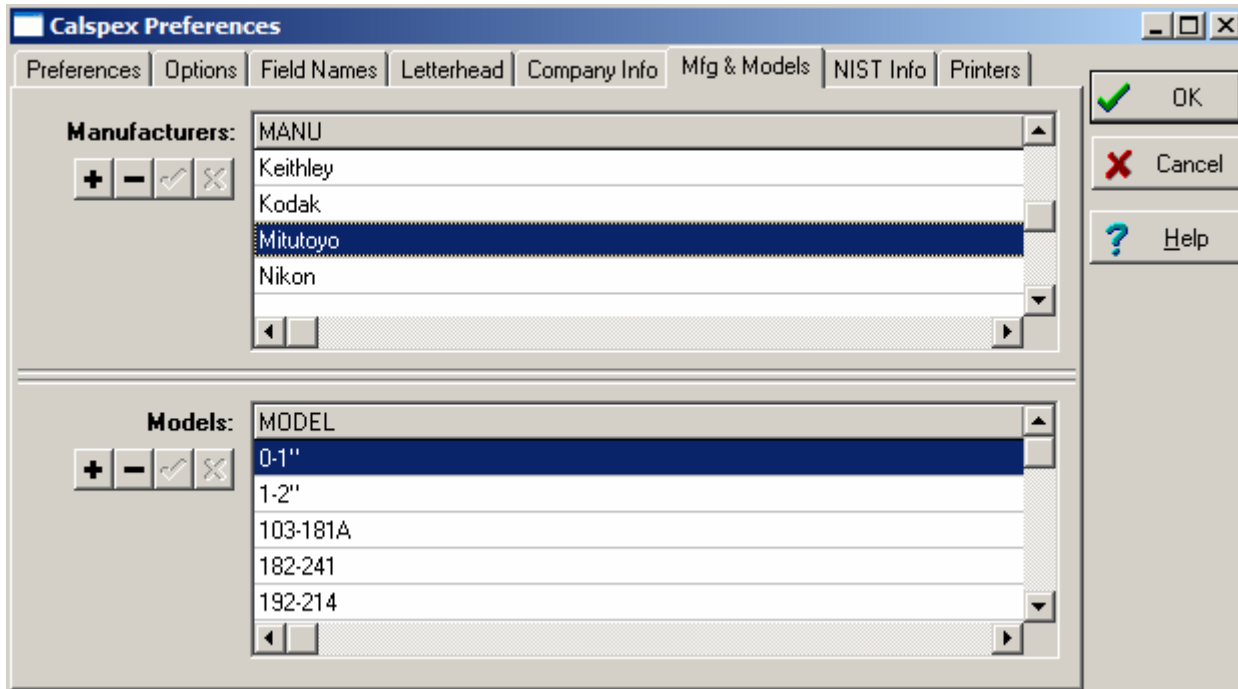 Calspex Preferences
Preferences Options Field Names Letterhead Company Info Mfg & Models NIST Info Printers
OK
Cancel
Help
Manufacturers:
MANU
Keithley
Kodak
Mitutoyo
Nikon
Models:
MODEL
0-1"
1-2"
103-181A
182-241
192-214